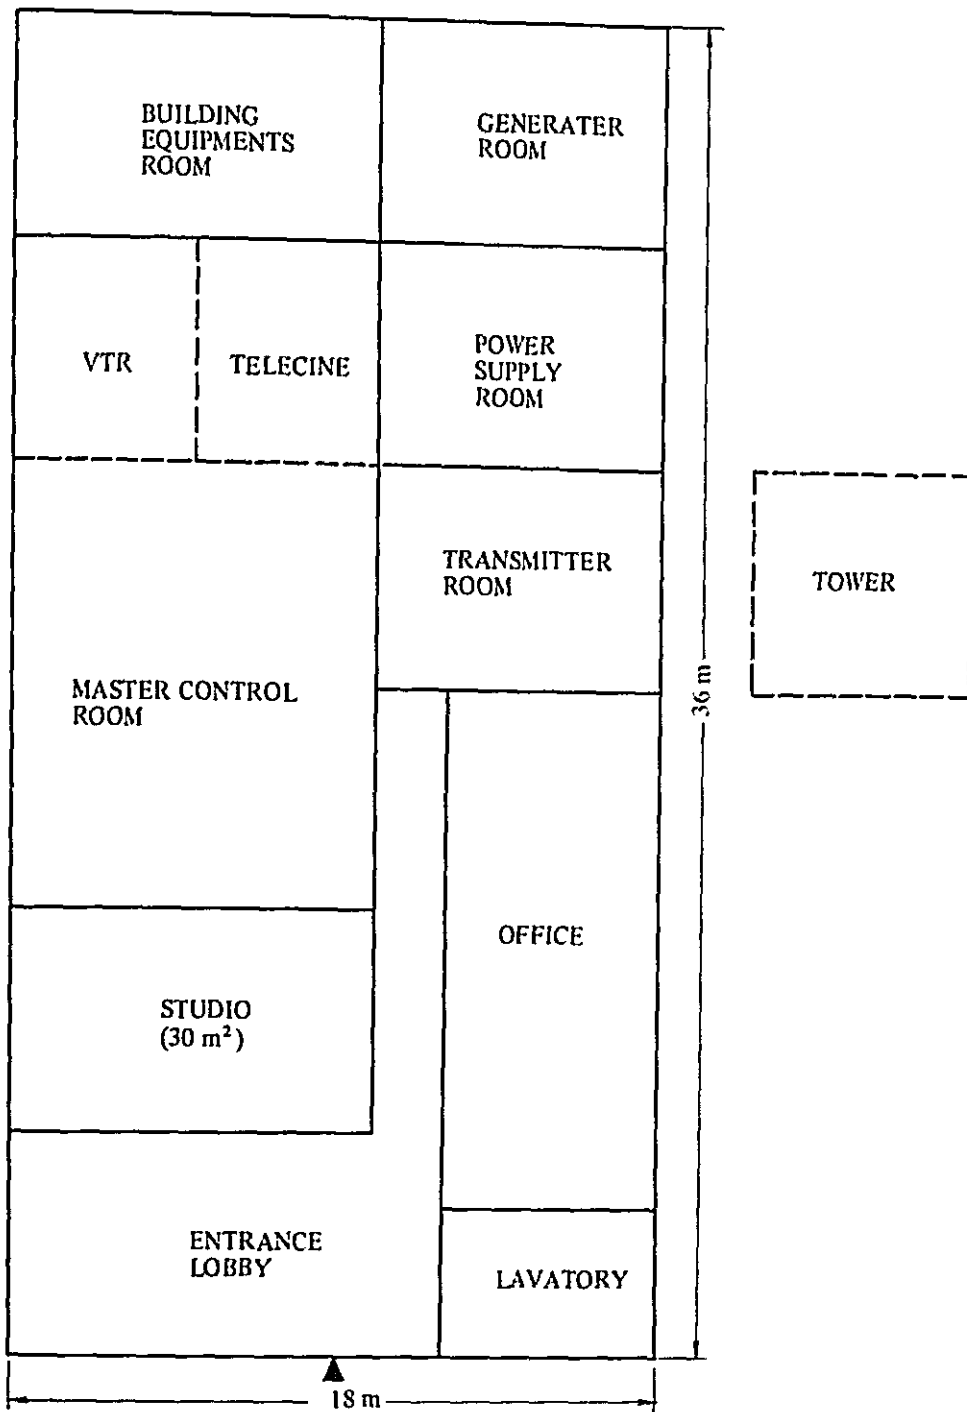 BUILDING
EQUIPMENTS
ROOM
GENERATER
ROOM
VTR
TELECINE
POWER
SUPPLY
ROOM
TRANSMITTER
ROOM
TOWER
MASTER CONTROL
ROOM
36 m
OFFICE
STUDIO
(30 m²)
ENTRANCE
LOBBY
LAVATORY
18 m